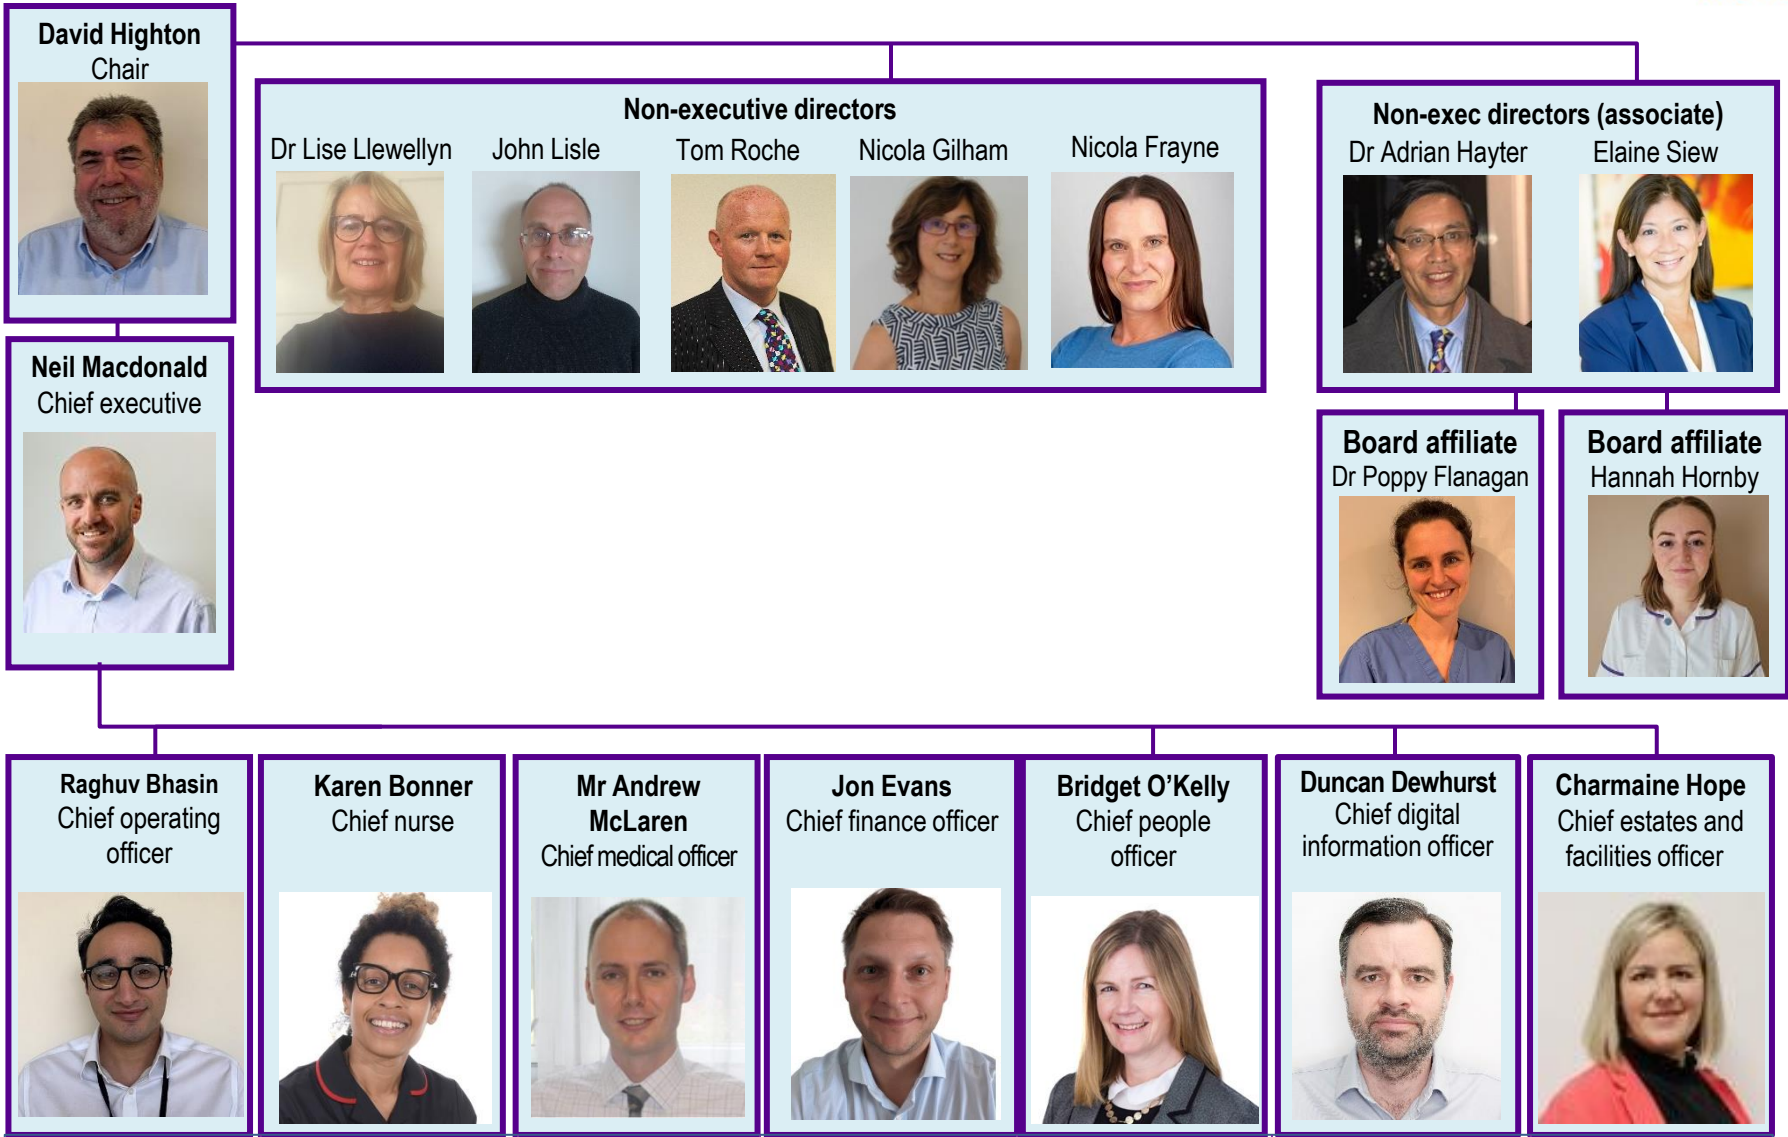 David Highton
Chair
Non-executive directors
Dr Lise Llewellyn
John Lisle
Tom Roche
Nicola Gilham
Nicola Frayne
Non-exec directors (associate)
Dr Adrian Hayter
Elaine Siew
Neil Macdonald
Chief executive
Board affiliate
Dr Poppy Flanagan
Board affiliate
Hannah Hornby
Raghuv Bhasin
Chief operating
officer
Karen Bonner
Chief nurse
Mr Andrew
McLaren
Chief medical officer
Jon Evans
Chief finance officer
Bridget O’Kelly
Chief people
officer
Duncan Dewhurst
Chief digital
information officer
Charmaine Hope
Chief estates and
facilities officer